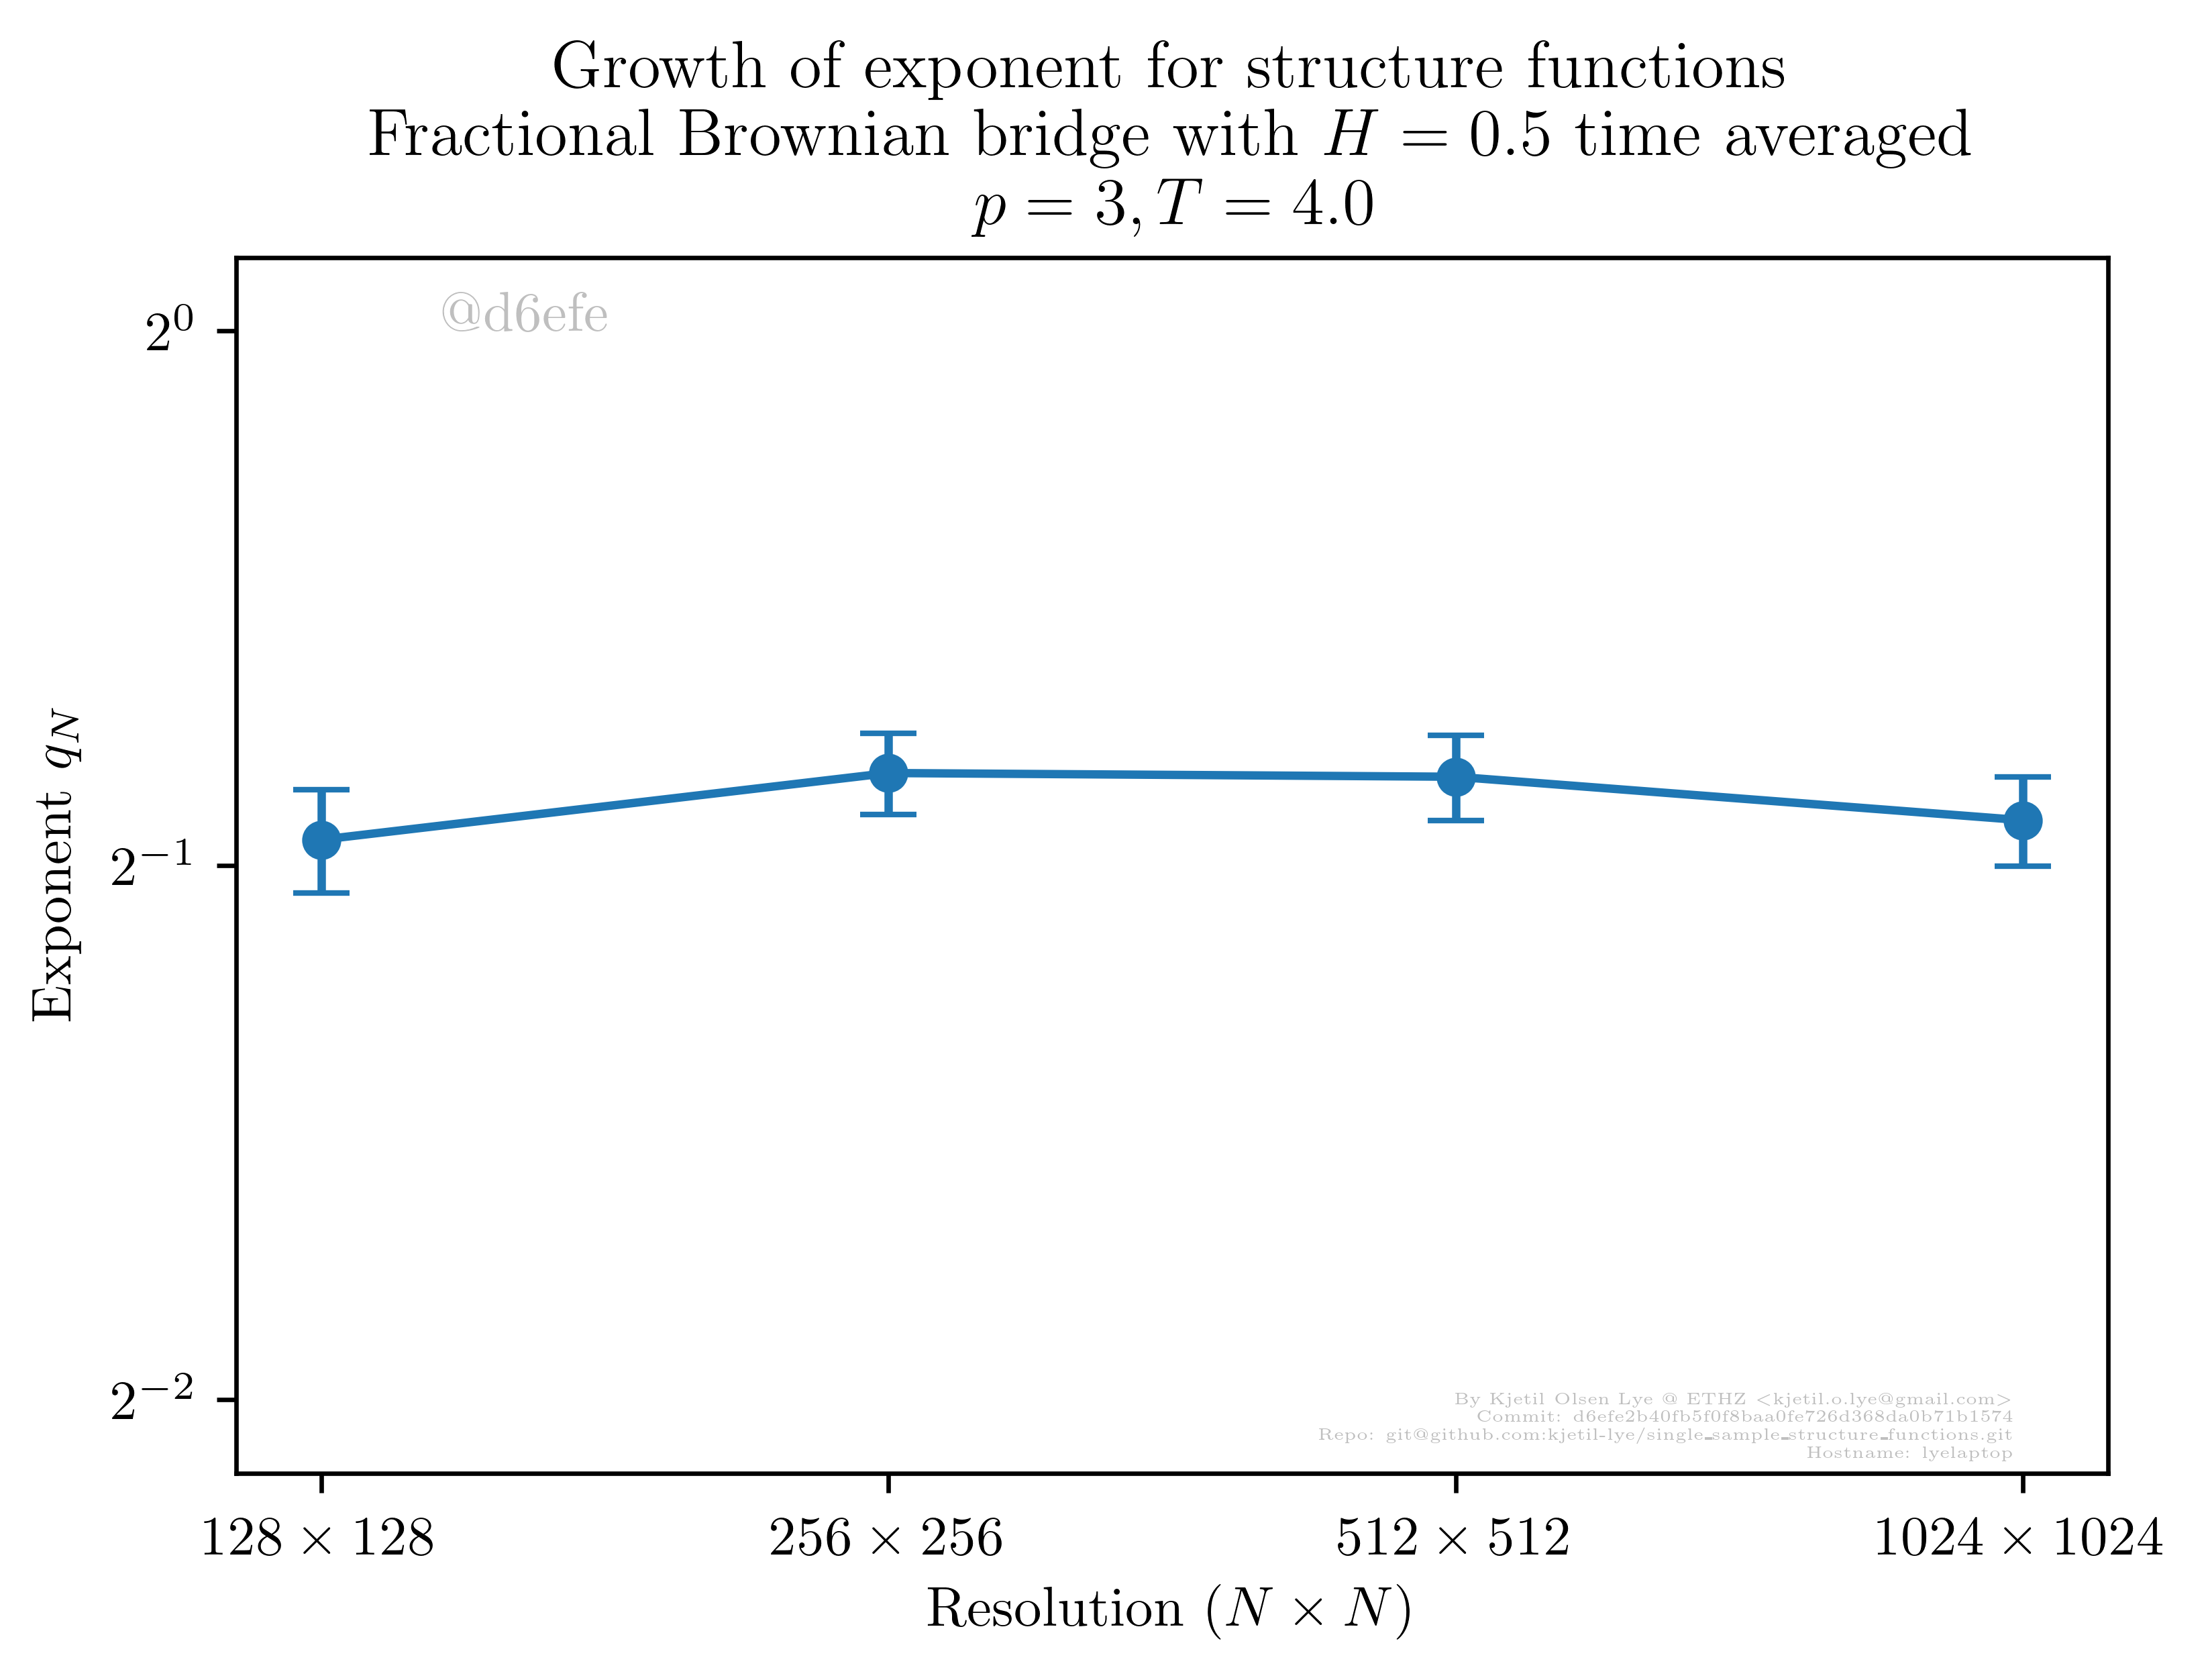 Growth of exponent for structure functions
Fractional Brownian bridge with H = 0.5 time averaged
p = 3, T = 4.0
@d6efe
2⁰
2⁻¹
2⁻²
Exponent q_N
By Kjetil Olsen Lye @ ETHZ <kjetil.o.lye@gmail.com>
Commit: d6efe2b40fb5f0f8baa0fe726d368da0b71b1574
Repo: git@github.com:kjetil-lye/single_sample_structure_functions.git
Hostname: lyelaptop
128 × 128
256 × 256
512 × 512
1024 × 1024
Resolution (N × N)